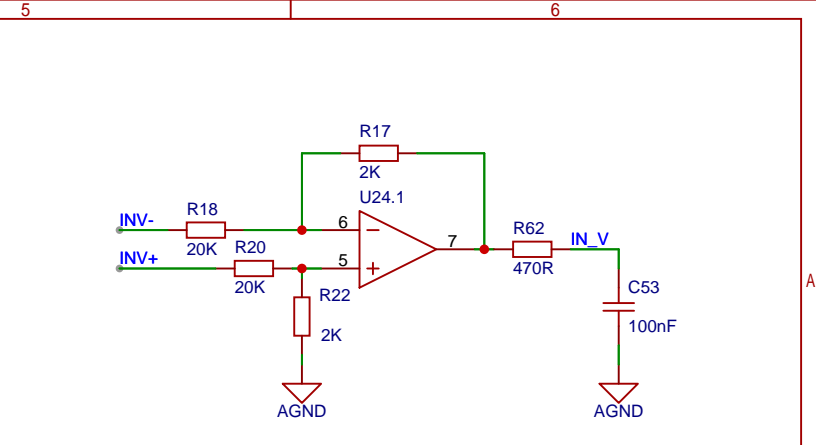 5
6
R17
2K
U24.1
INV-
R18
6
7
R62
IN_V
20K
R20
INV+
5
470R
20K
R22
C53
A
2K
100nF
AGND
AGND